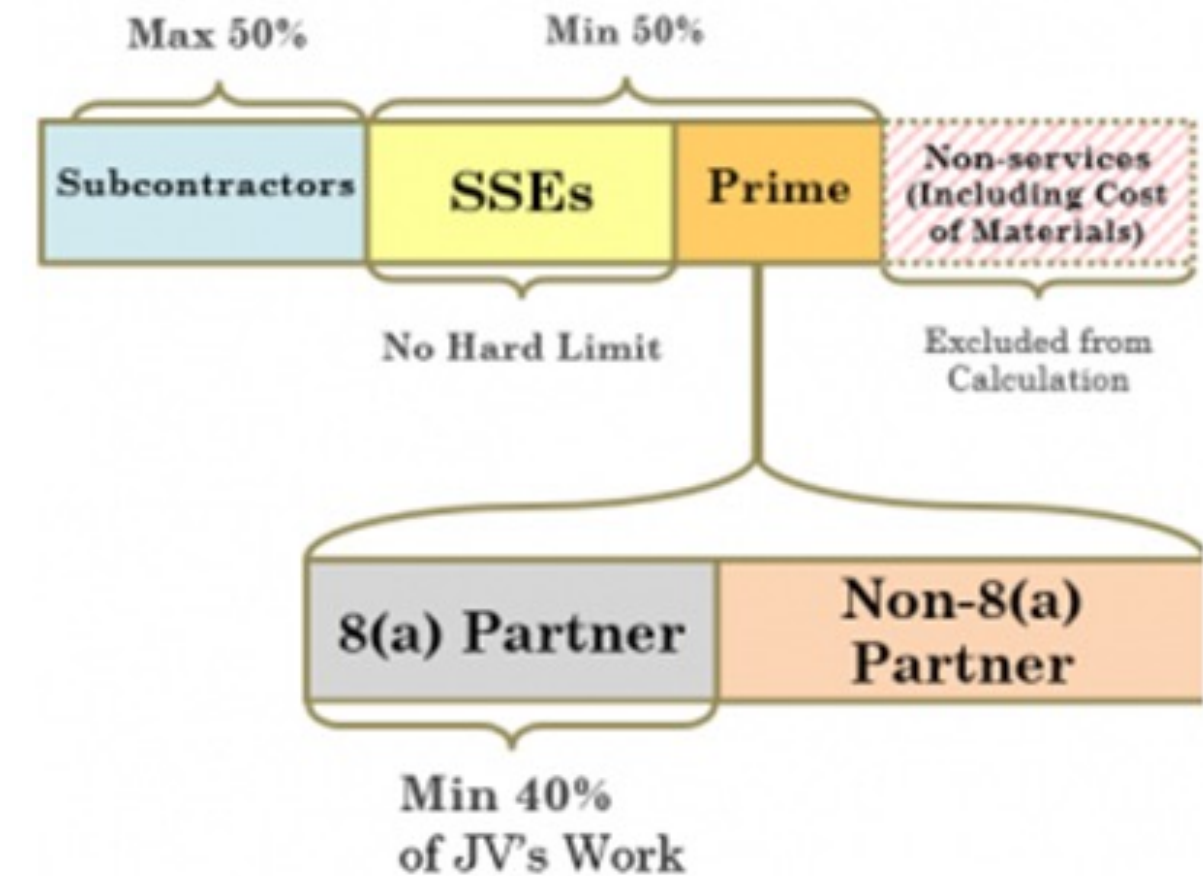 Max 50%
Min 50%
Subcontractors
SSEs
Prime
Non-services
(Including Cost
of Materials)
No Hard Limit
Excluded from
Calculation
8(a) Partner
Non-8(a)
Partner
Min 40%
of JV's Work